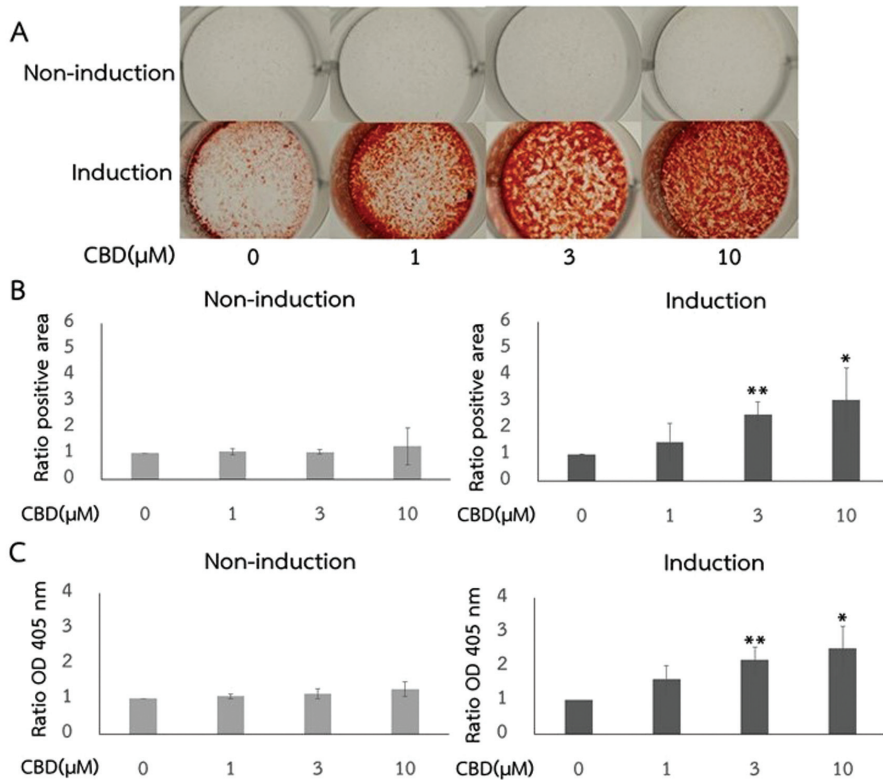 A
Non-induction
Induction
CBD(μM) 0 1 3 10
B
Non-induction
Ratio positive area
6
5
4
3
2
1
0
CBD(μM) 0 1 3 10
Induction
Ratio positive area
6
5
4
3
2
1
0
** *
CBD(μM) 0 1 3 10
C
Non-induction
Ratio OD 405 nm
4
3
2
1
0
CBD(μM) 0 1 3 10
Induction
Ratio OD 405 nm
4
3
2
1
0
** *
CBD(μM) 0 1 3 10